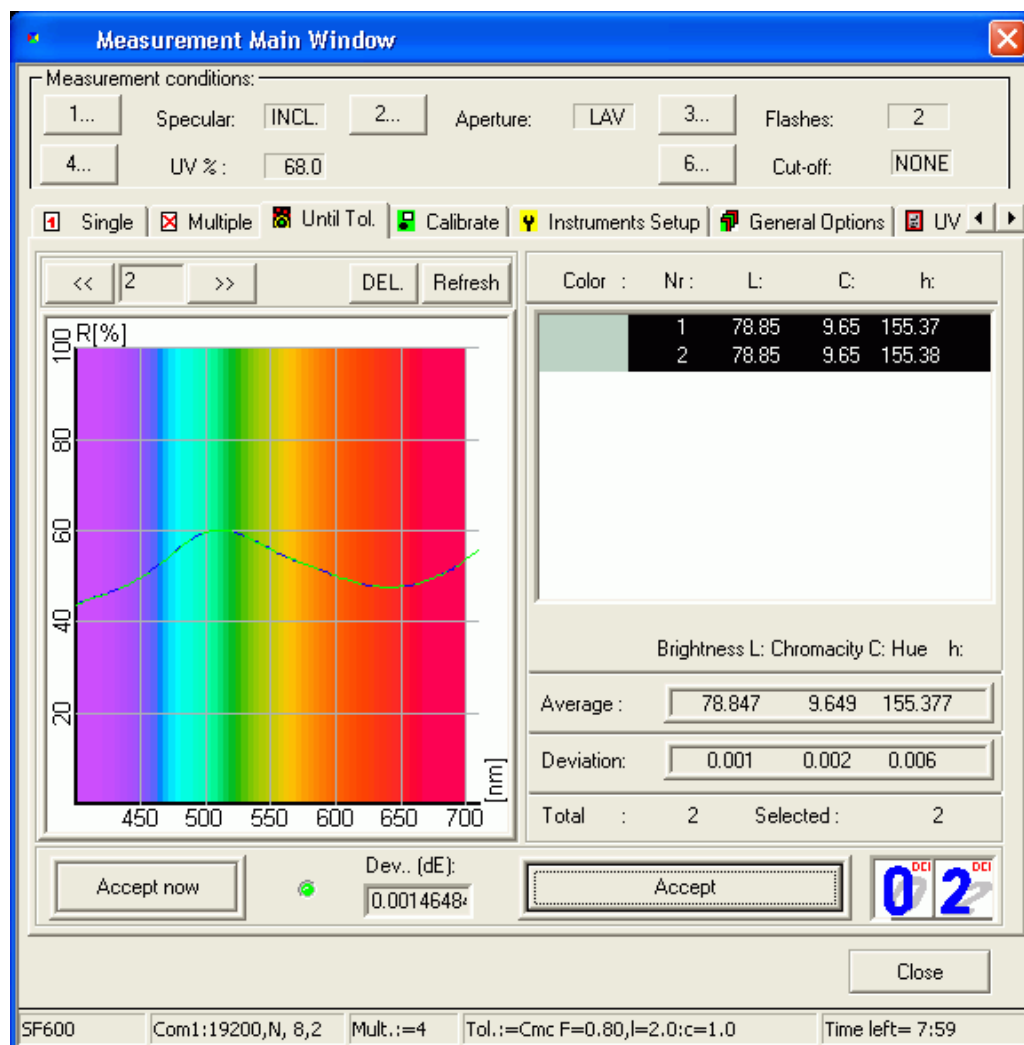 Measurement Main Window
Measurement conditions:
1... Specular: INCL. 2... Aperture: LAV 3... Flashes: 2
4... UV % : 68.0 6... Cut-off: NONE
Single Multiple Until Tol. Calibrate Instruments Setup General Options UV
<< 2 >> DEL. Refresh
Color : Nr : L: C: h:
1 78.85 9.65 155.37
2 78.85 9.65 155.38
R[%]
100
80
60
40
20
450 500 550 600 650 700
[nm]
Brightness L: Chromacity C: Hue h:
Average : 78.847 9.649 155.377
Deviation: 0.001 0.002 0.006
Total : 2 Selected : 2
Accept now
Dev.. (dE):
0.0014648
Accept
0 2
DCI DCI
Close
SF600 Com1:19200,N, 8,2 Mult.:=4 Tol.:=Cmc F=0.80,l=2.0:c=1.0 Time left= 7:59